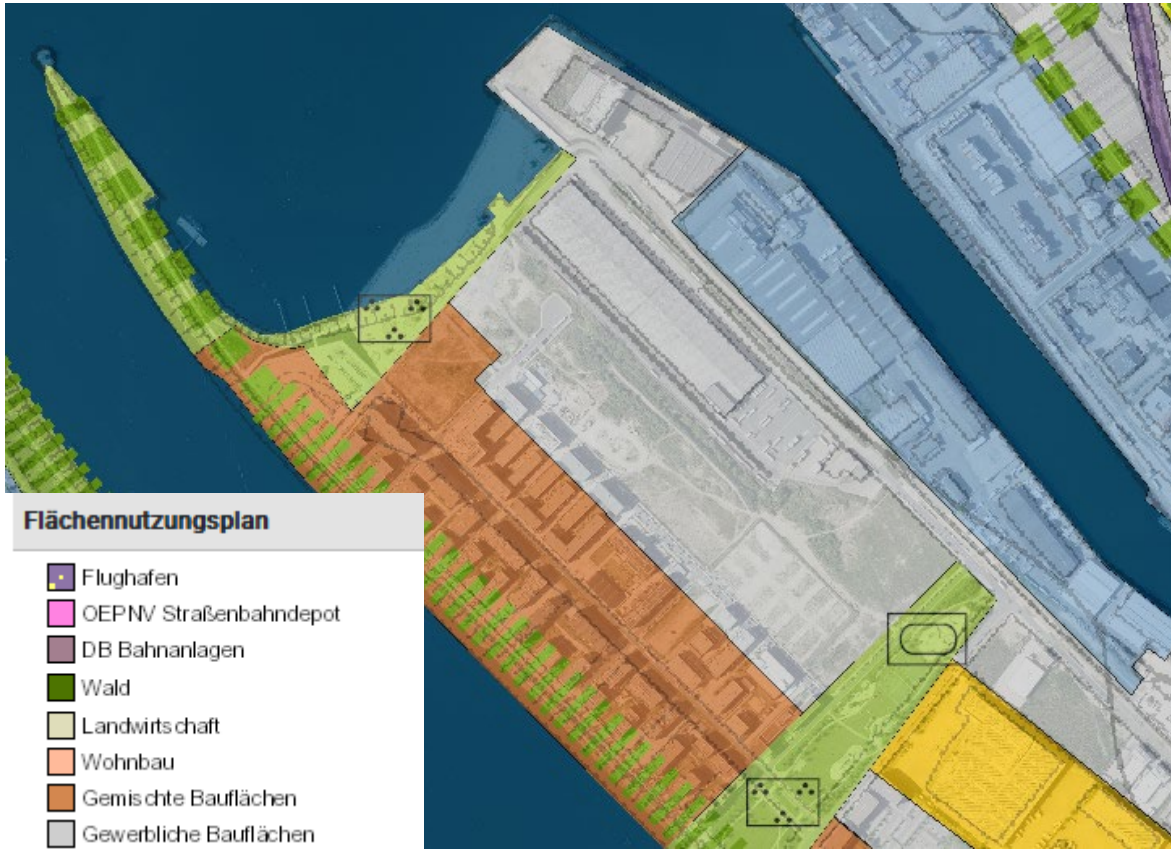 Flächennutzungsplan
Flughafen
OEPNV Straßenbahndepot
DB Bahnanlagen
Wald
Landwirtschaft
Wohnbau
Gemischte Bauflächen
Gewerbliche Bauflächen